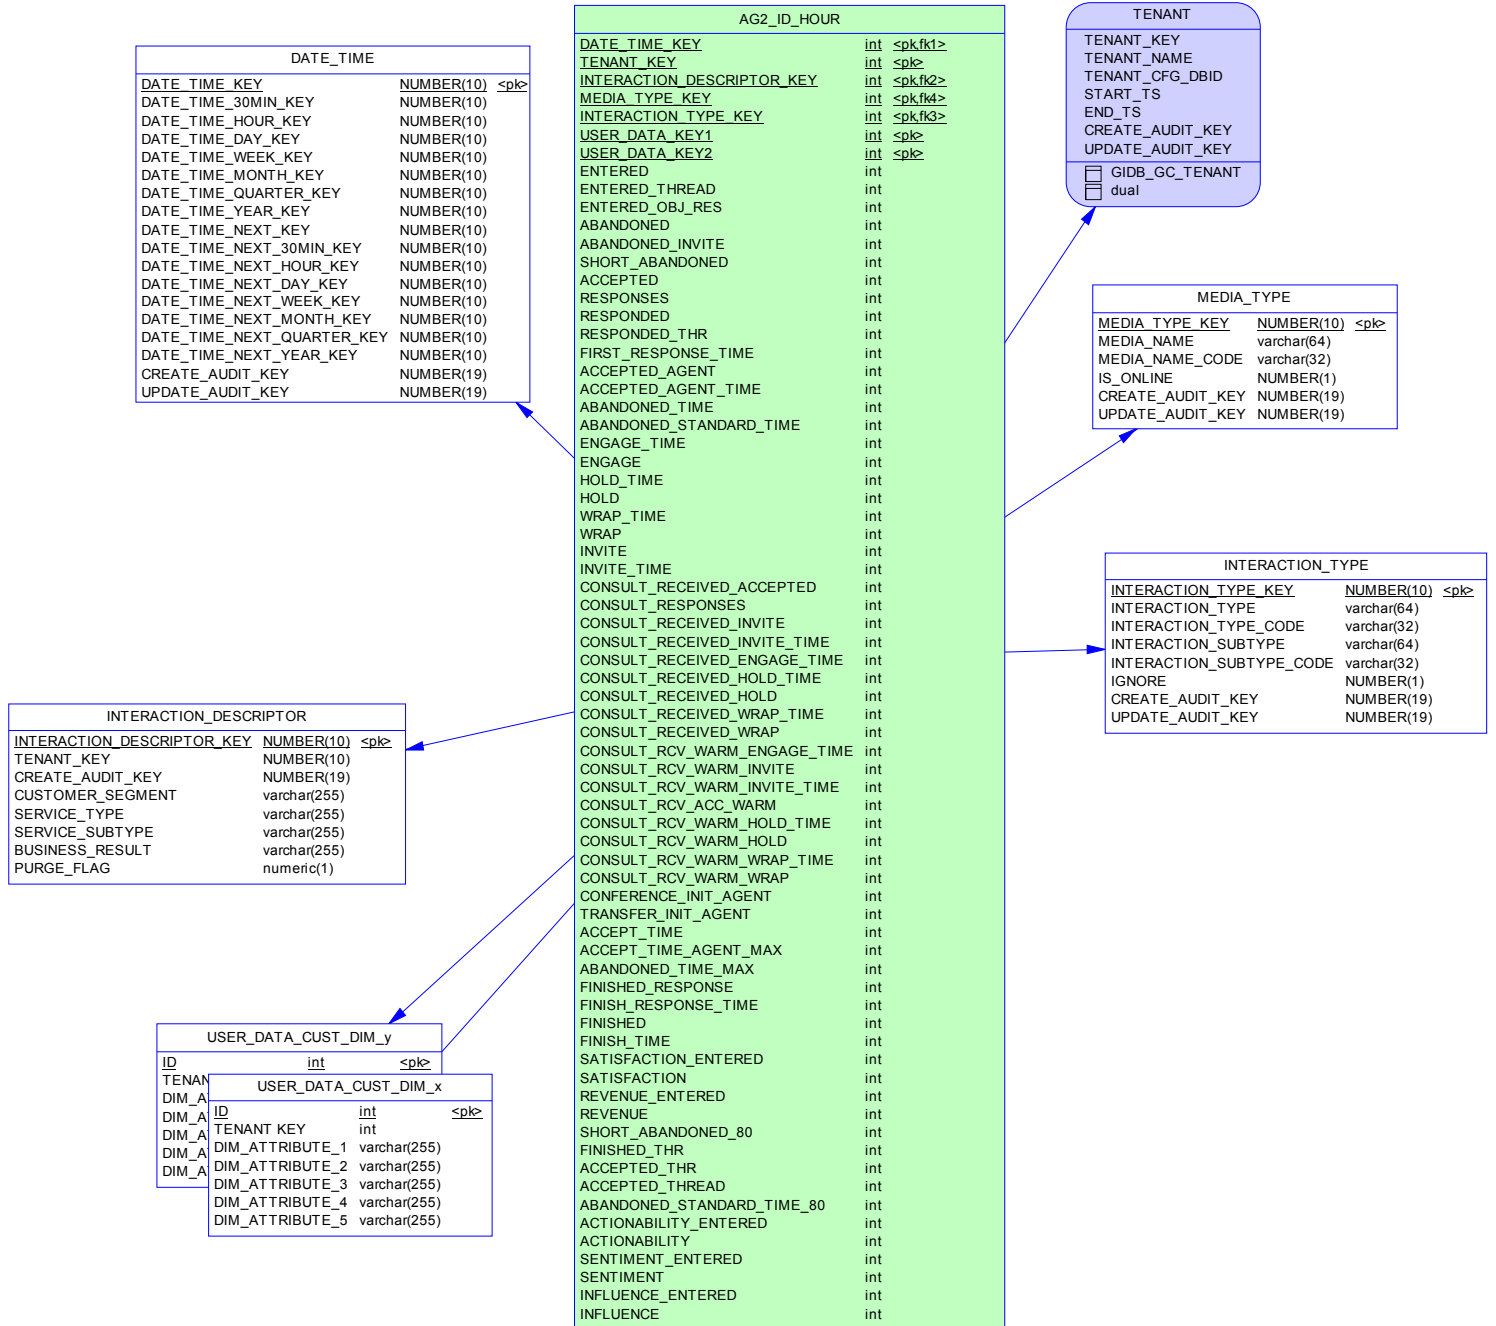 AG2_ID_HOUR
DATE_TIME_KEY int <pk,fk1>
TENANT_KEY int <pk>
INTERACTION_DESCRIPTOR_KEY int <pk,fk2>
MEDIA_TYPE_KEY int <pk,fk4>
INTERACTION_TYPE_KEY int <pk,fk3>
USER_DATA_KEY1 int <pk>
USER_DATA_KEY2 int <pk>
ENTERED int
ENTERED_THREAD int
ENTERED_OBJ_RES int
ABANDONED int
ABANDONED_INVITE int
SHORT_ABANDONED int
ACCEPTED int
RESPONSES int
RESPONDED int
RESPONDED_THR int
FIRST_RESPONSE_TIME int
ACCEPTED_AGENT int
ACCEPTED_AGENT_TIME int
ABANDONED_TIME int
ABANDONED_STANDARD_TIME int
ENGAGE_TIME int
ENGAGE int
HOLD_TIME int
HOLD int
WRAP_TIME int
WRAP int
INVITE int
INVITE_TIME int
CONSULT_RECEIVED_ACCEPTED int
CONSULT_RESPONSES int
CONSULT_RECEIVED_INVITE int
CONSULT_RECEIVED_INVITE_TIME int
CONSULT_RECEIVED_ENGAGE_TIME int
CONSULT_RECEIVED_HOLD_TIME int
CONSULT_RECEIVED_HOLD int
CONSULT_RECEIVED_WRAP_TIME int
CONSULT_RECEIVED_WRAP int
CONSULT_RCV_WARM_ENGAGE_TIME int
CONSULT_RCV_WARM_INVITE int
CONSULT_RCV_WARM_INVITE_TIME int
CONSULT_RCV_ACC_WARM int
CONSULT_RCV_WARM_HOLD_TIME int
CONSULT_RCV_WARM_HOLD int
CONSULT_RCV_WARM_WRAP_TIME int
CONSULT_RCV_WARM_WRAP int
CONFERENCE_INIT_AGENT int
TRANSFER_INIT_AGENT int
ACCEPT_TIME int
ACCEPT_TIME_AGENT_MAX int
ABANDONED_TIME_MAX int
FINISHED_RESPONSE int
FINISH_RESPONSE_TIME int
FINISHED int
FINISH_TIME int
SATISFACTION_ENTERED int
SATISFACTION int
REVENUE_ENTERED int
REVENUE int
SHORT_ABANDONED_80 int
FINISHED_THR int
ACCEPTED_THR int
ACCEPTED_THREAD int
ABANDONED_STANDARD_TIME_80 int
ACTIONABILITY_ENTERED int
ACTIONABILITY int
SENTIMENT_ENTERED int
SENTIMENT int
INFLUENCE_ENTERED int
INFLUENCE int
DATE_TIME
DATE_TIME_KEY NUMBER(10) <pk>
DATE_TIME_30MIN_KEY NUMBER(10)
DATE_TIME_HOUR_KEY NUMBER(10)
DATE_TIME_DAY_KEY NUMBER(10)
DATE_TIME_WEEK_KEY NUMBER(10)
DATE_TIME_MONTH_KEY NUMBER(10)
DATE_TIME_QUARTER_KEY NUMBER(10)
DATE_TIME_YEAR_KEY NUMBER(10)
DATE_TIME_NEXT_KEY NUMBER(10)
DATE_TIME_NEXT_30MIN_KEY NUMBER(10)
DATE_TIME_NEXT_HOUR_KEY NUMBER(10)
DATE_TIME_NEXT_DAY_KEY NUMBER(10)
DATE_TIME_NEXT_WEEK_KEY NUMBER(10)
DATE_TIME_NEXT_MONTH_KEY NUMBER(10)
DATE_TIME_NEXT_QUARTER_KEY NUMBER(10)
DATE_TIME_NEXT_YEAR_KEY NUMBER(10)
CREATE_AUDIT_KEY NUMBER(19)
UPDATE_AUDIT_KEY NUMBER(19)
TENANT
TENANT_KEY
TENANT_NAME
TENANT_CFG_DBID
START_TS
END_TS
CREATE_AUDIT_KEY
UPDATE_AUDIT_KEY
GIDB_GC_TENANT
dual
MEDIA_TYPE
MEDIA_TYPE_KEY NUMBER(10) <pk>
MEDIA_NAME varchar(64)
MEDIA_NAME_CODE varchar(32)
IS_ONLINE NUMBER(1)
CREATE_AUDIT_KEY NUMBER(19)
UPDATE_AUDIT_KEY NUMBER(19)
INTERACTION_TYPE
INTERACTION_TYPE_KEY NUMBER(10) <pk>
INTERACTION_TYPE varchar(64)
INTERACTION_TYPE_CODE varchar(32)
INTERACTION_SUBTYPE varchar(64)
INTERACTION_SUBTYPE_CODE varchar(32)
IGNORE NUMBER(1)
CREATE_AUDIT_KEY NUMBER(19)
UPDATE_AUDIT_KEY NUMBER(19)
INTERACTION_DESCRIPTOR
INTERACTION_DESCRIPTOR_KEY NUMBER(10) <pk>
TENANT_KEY NUMBER(10)
CREATE_AUDIT_KEY NUMBER(19)
CUSTOMER_SEGMENT varchar(255)
SERVICE_TYPE varchar(255)
SERVICE_SUBTYPE varchar(255)
BUSINESS_RESULT varchar(255)
PURGE_FLAG numeric(1)
USER_DATA_CUST_DIM_y
ID int <pk>
USER_DATA_CUST_DIM_x
ID int <pk>
TENANT KEY int
DIM_ATTRIBUTE_1 varchar(255)
DIM_ATTRIBUTE_2 varchar(255)
DIM_ATTRIBUTE_3 varchar(255)
DIM_ATTRIBUTE_4 varchar(255)
DIM_ATTRIBUTE_5 varchar(255)